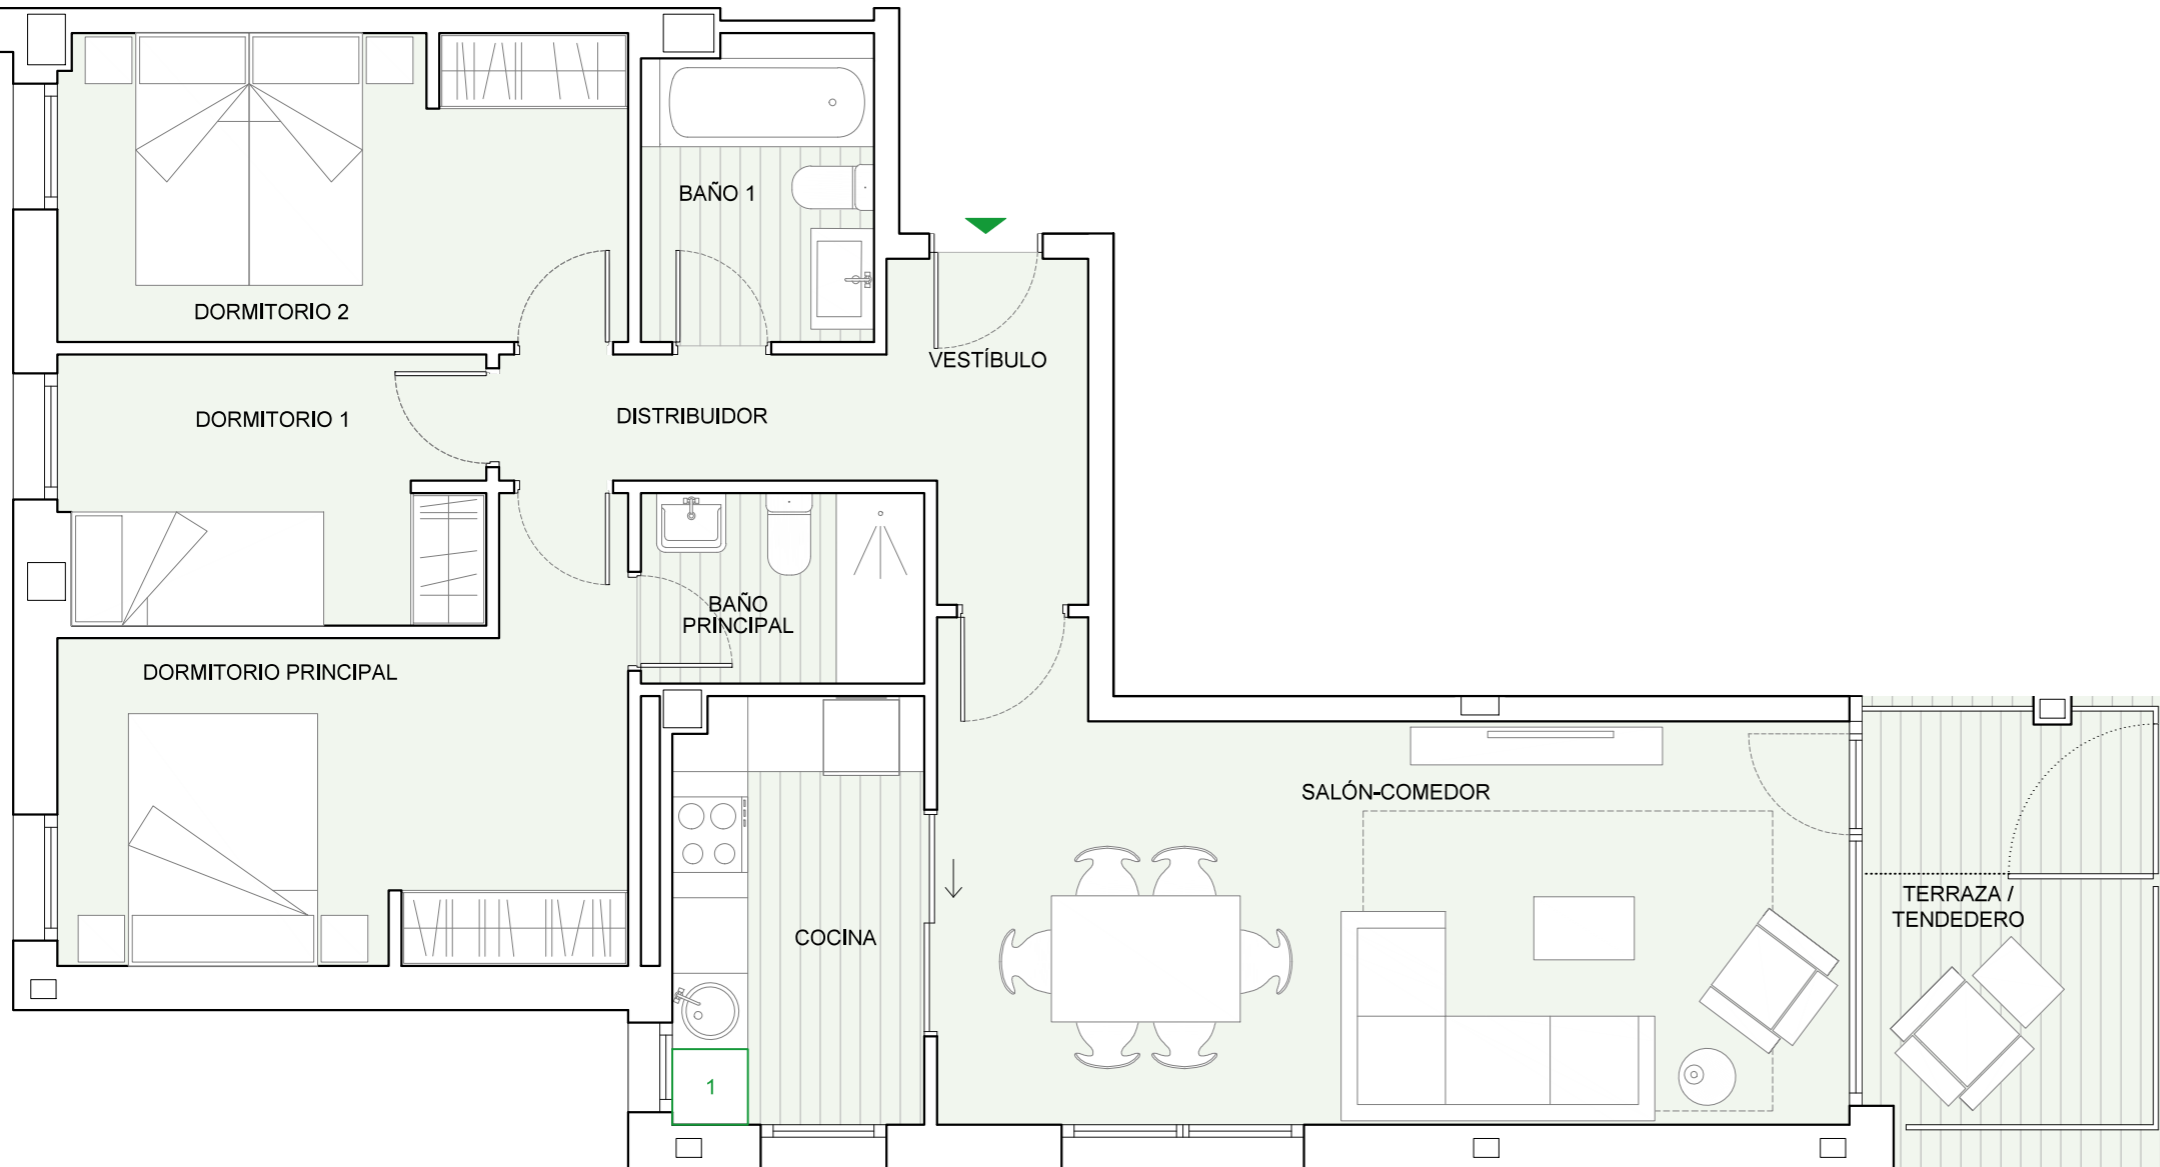 BAÑO 1
DORMITORIO 2
VESTÍBULO
DORMITORIO 1
DISTRIBUIDOR
BAÑO
PRINCIPAL
DORMITORIO PRINCIPAL
SALÓN-COMEDOR
TERRAZA /
TENDEDERO
COCINA
1